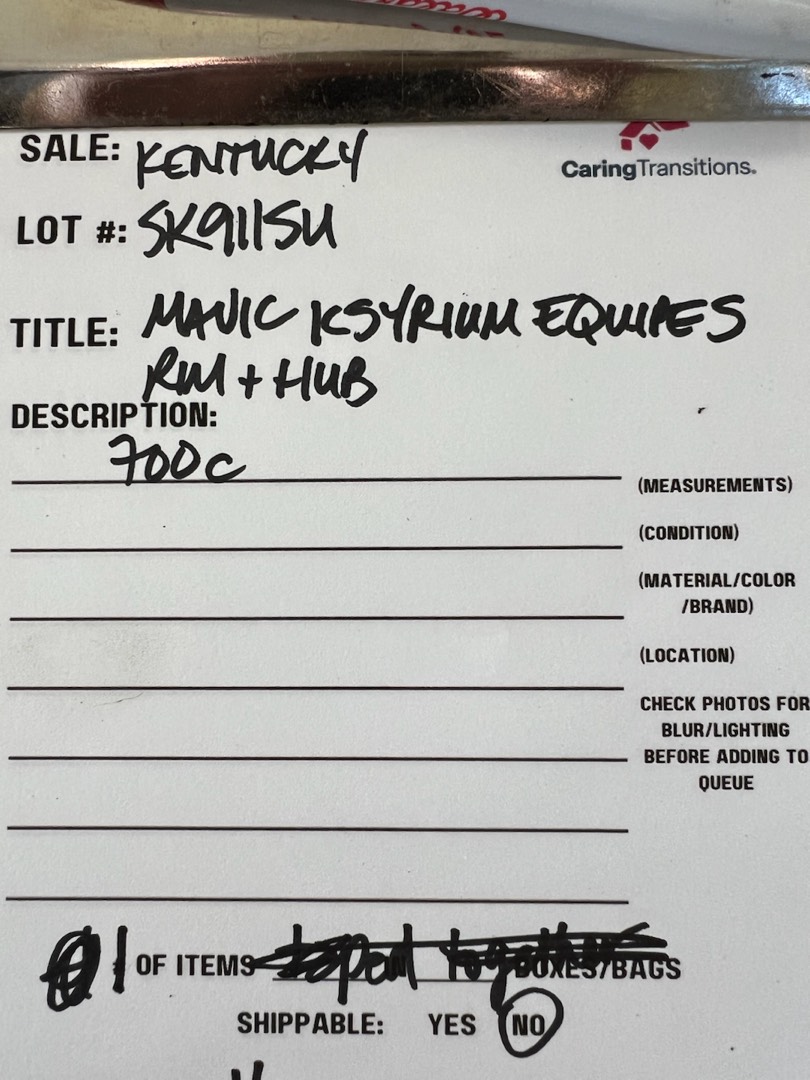 CaringTransitions.
SALE: KENTUCKY
LOT #: SK911SU
TITLE: MAVIC KSYRIUM EQUIPES
RIM + HUB
DESCRIPTION:
700c
(MEASUREMENTS)
(CONDITION)
(MATERIAL/COLOR
/BRAND)
(LOCATION)
CHECK PHOTOS FOR
BLUR/LIGHTING
BEFORE ADDING TO
QUEUE
1 OF ITEMS BOXES/BAGS
SHIPPABLE: YES NO